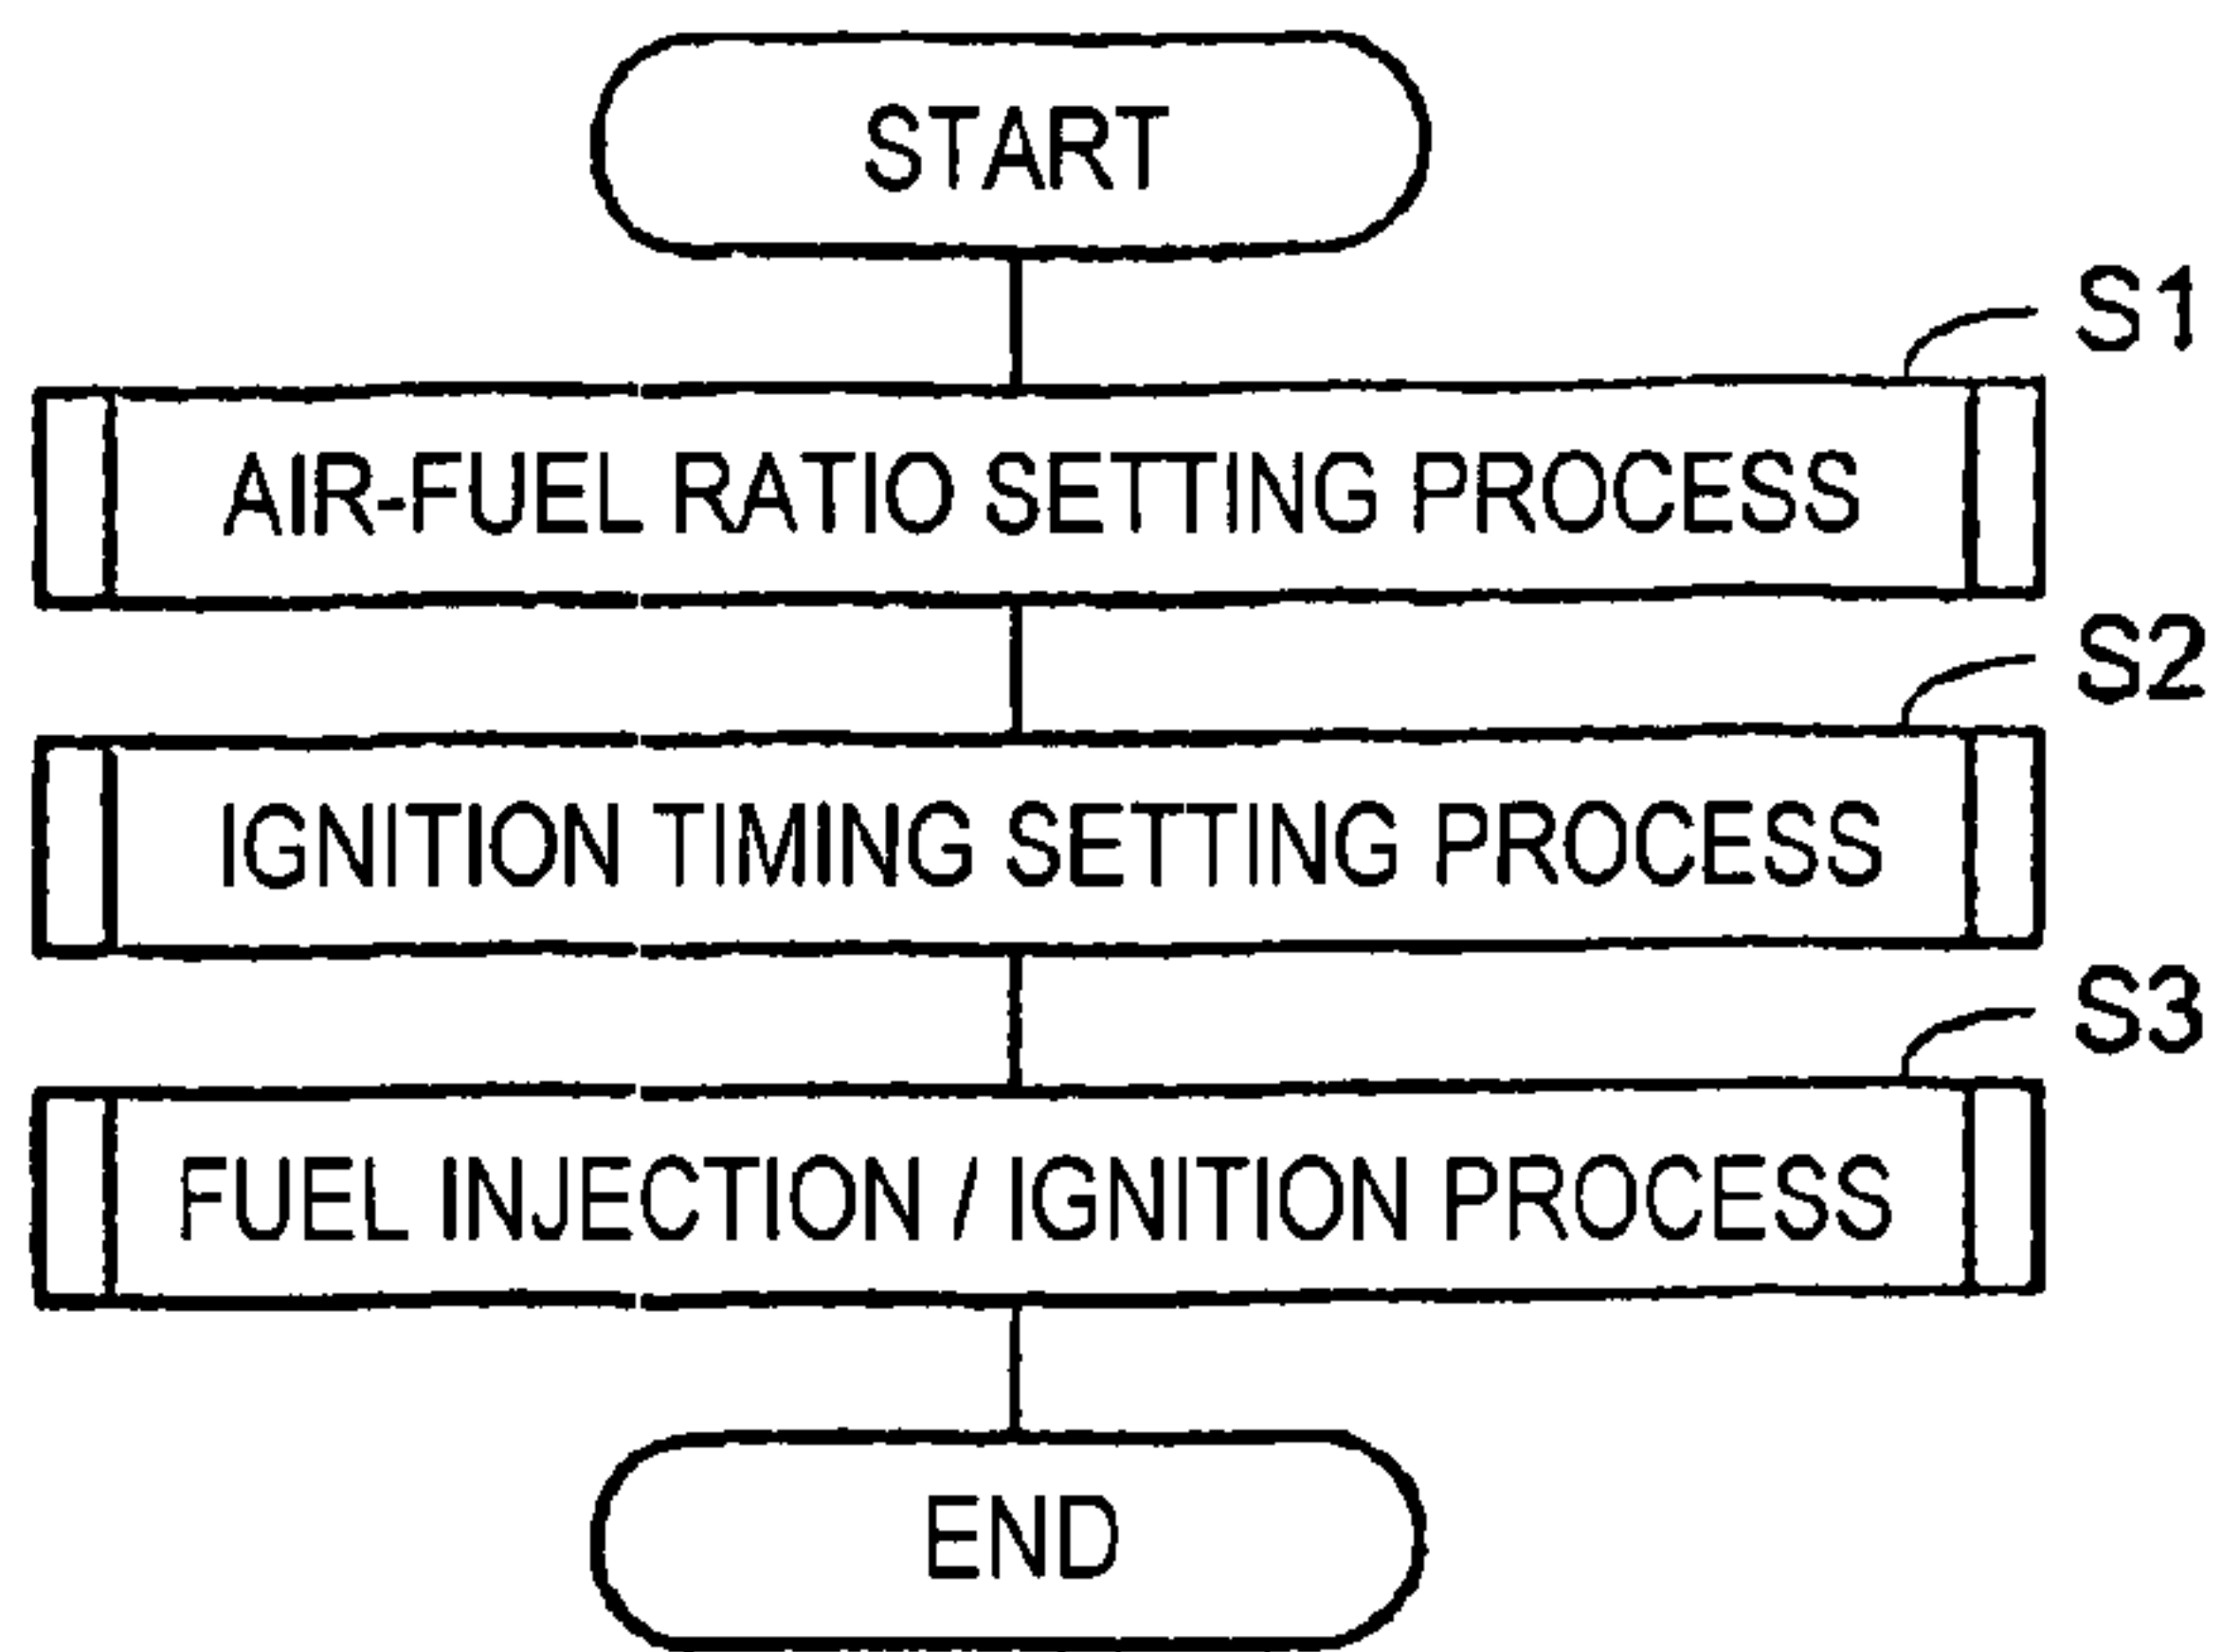 START
S1
AIR-FUEL RATIO SETTING PROCESS
S2
IGNITION TIMING SETTING PROCESS
S3
FUEL INJECTION / IGNITION PROCESS
END